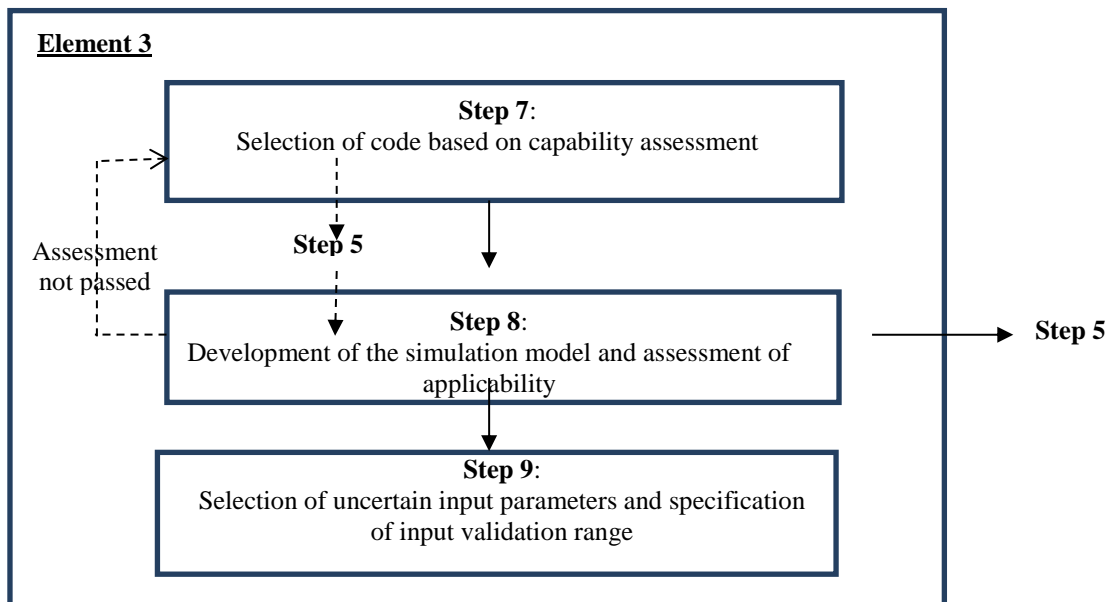 Element 3
Step 7:
Selection of code based on capability assessment
Step 5
Assessment
not passed
Step 8:
Development of the simulation model and assessment of
applicability
Step 5
Step 9:
Selection of uncertain input parameters and specification
of input validation range